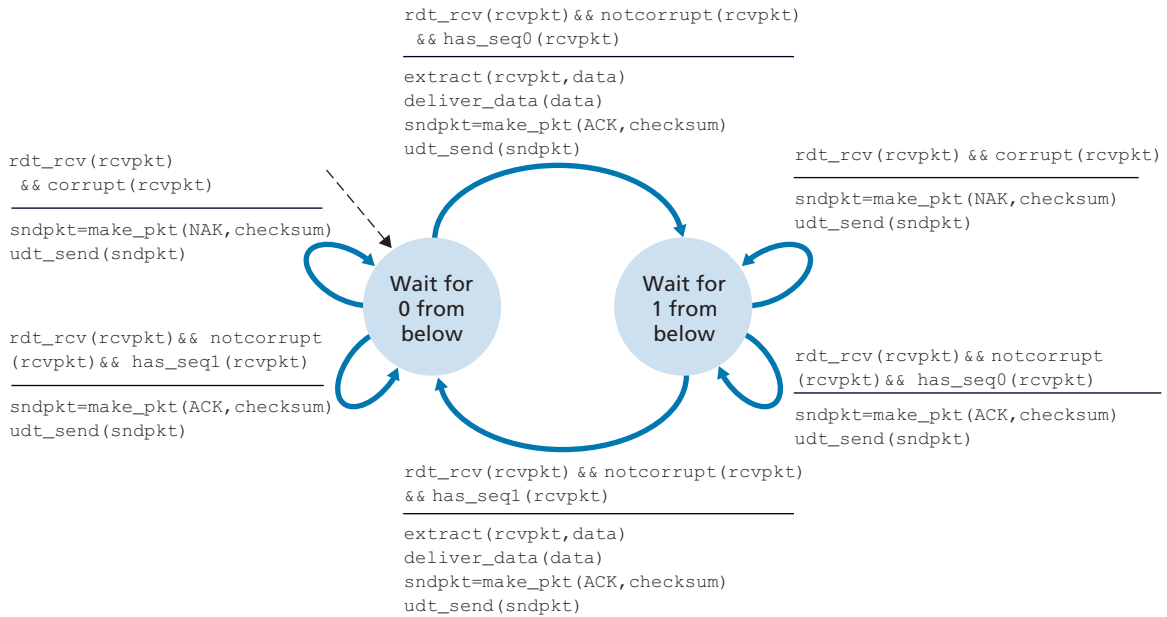 rdt_rcv(rcvpkt)&& notcorrupt(rcvpkt)
&& has_seq0(rcvpkt)
extract(rcvpkt,data)
deliver_data(data)
sndpkt=make_pkt(ACK,checksum)
udt_send(sndpkt)
rdt_rcv(rcvpkt)
&& corrupt(rcvpkt)
sndpkt=make_pkt(NAK,checksum)
udt_send(sndpkt)
rdt_rcv(rcvpkt) && corrupt(rcvpkt)
sndpkt=make_pkt(NAK,checksum)
udt_send(sndpkt)
Wait for
0 from
below
Wait for
1 from
below
rdt_rcv(rcvpkt)&& notcorrupt
(rcvpkt)&& has_seq1(rcvpkt)
sndpkt=make_pkt(ACK,checksum)
udt_send(sndpkt)
rdt_rcv(rcvpkt)&& notcorrupt
(rcvpkt)&& has_seq0(rcvpkt)
sndpkt=make_pkt(ACK,checksum)
udt_send(sndpkt)
rdt_rcv(rcvpkt) && notcorrupt(rcvpkt)
&& has_seq1(rcvpkt)
extract(rcvpkt,data)
deliver_data(data)
sndpkt=make_pkt(ACK,checksum)
udt_send(sndpkt)